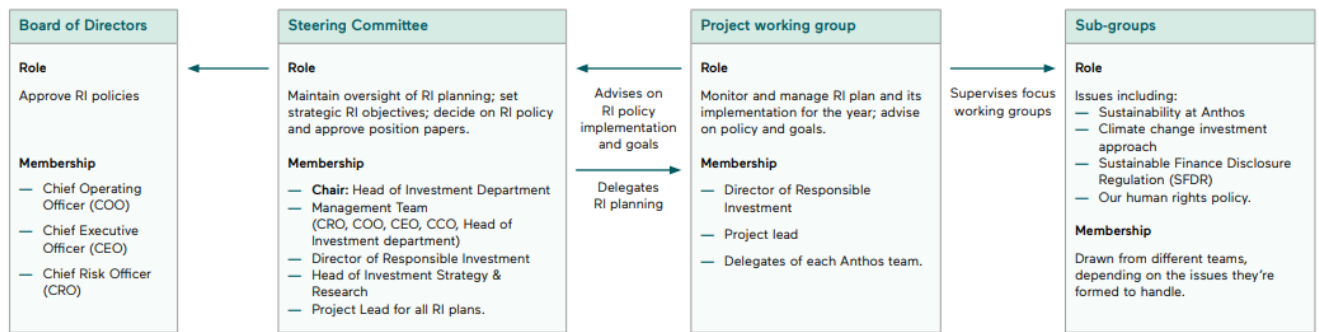 Board of Directors
Role
Approve RI policies
Membership
— Chief Operating
Officer (COO)
— Chief Executive
Officer (CEO)
— Chief Risk Officer
(CRO)
Steering Committee
Role
Maintain oversight of RI planning; set
strategic RI objectives; decide on RI policy
and approve position papers.
Membership
— Chair: Head of Investment Department
— Management Team
(CRO, COO, CEO, CCO, Head of
Investment department)
— Director of Responsible Investment
— Head of Investment Strategy &
Research
— Project Lead for all RI plans.
Advises on
RI policy
implementation
and goals
Delegates
RI planning
Project working group
Role
Monitor and manage RI plan and its
implementation for the year; advise
on policy and goals.
Membership
— Director of Responsible
Investment
— Project lead
— Delegates of each Anthos team.
Supervises focus
working groups
Sub-groups
Role
Issues including:
— Sustainability at Anthos
— Climate change investment
approach
— Sustainable Finance Disclosure
Regulation (SFDR)
— Our human rights policy.
Membership
Drawn from different teams,
depending on the issues they're
formed to handle.